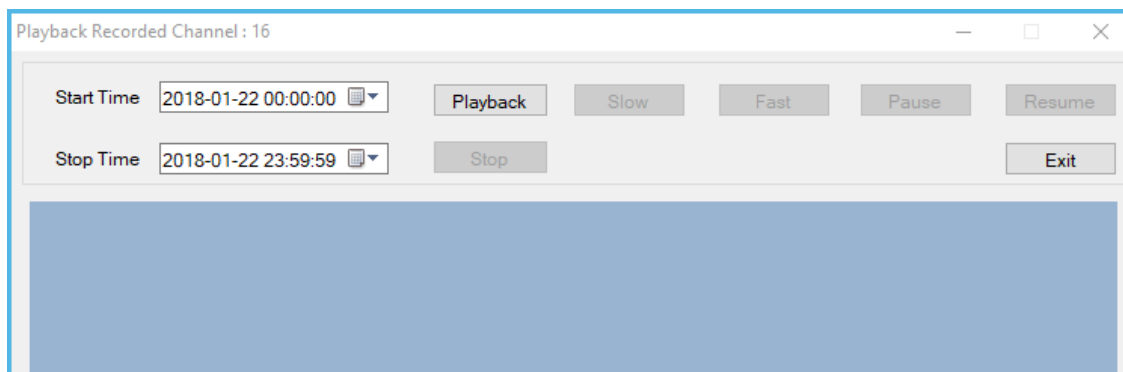 Playback Recorded Channel : 16
Start Time 2018-01-22 00:00:00 Playback Slow Fast Pause Resume
Stop Time 2018-01-22 23:59:59 Stop Exit